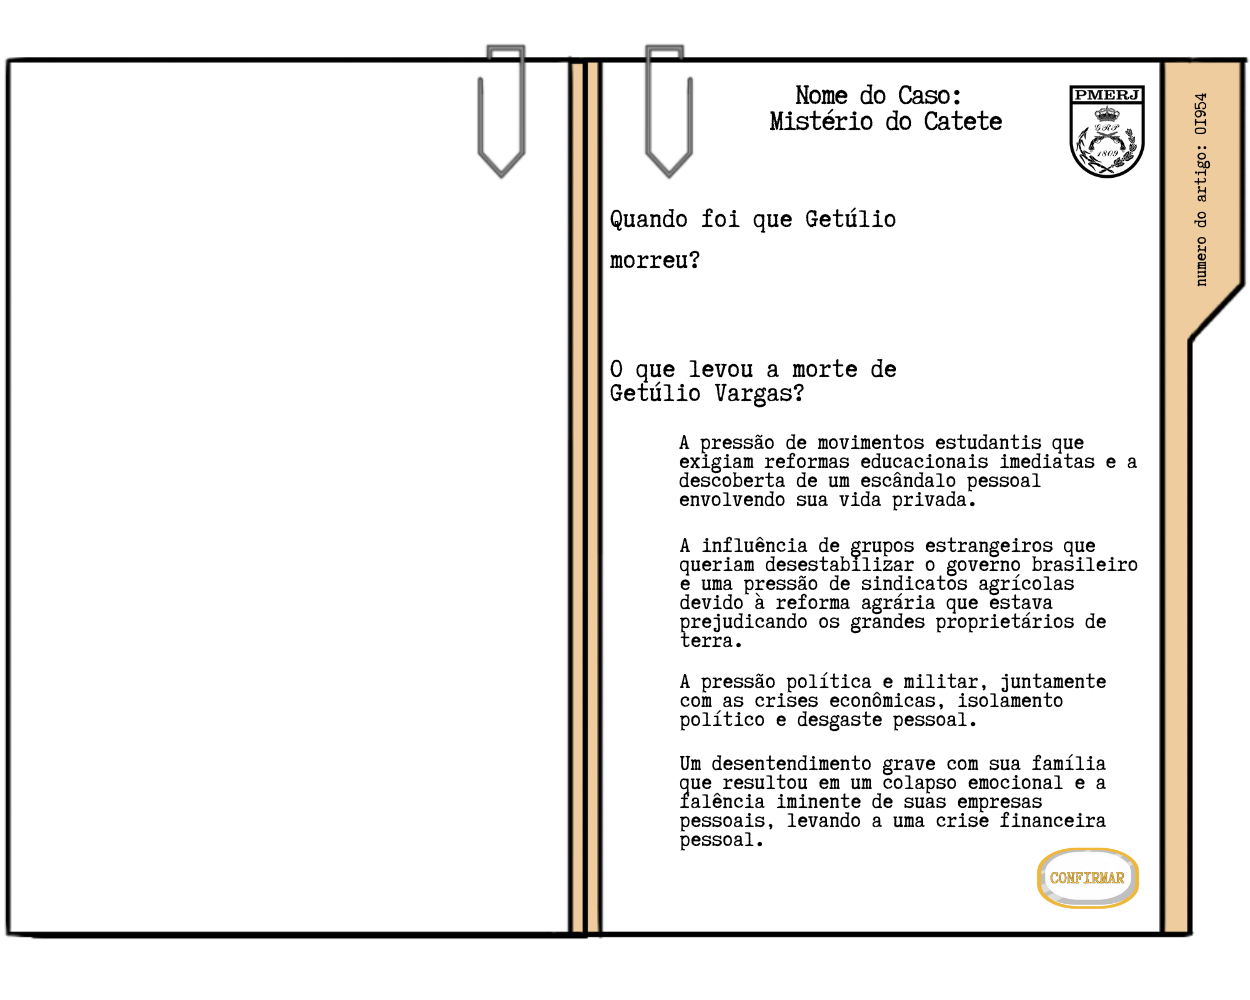 Nome do Caso:
Mistério do Catete
PMERJ
GRP
1809
numero do artigo: 0I954
Quando foi que Getúlio
morreu?
O que levou a morte de
Getúlio Vargas?
A pressão de movimentos estudantis que
exigiam reformas educacionais imediatas e a
descoberta de um escândalo pessoal
envolvendo sua vida privada.
A influência de grupos estrangeiros que
queriam desestabilizar o governo brasileiro
e uma pressão de sindicatos agrícolas
devido à reforma agrária que estava
prejudicando os grandes proprietários de
terra.
A pressão política e militar, juntamente
com as crises econômicas, isolamento
político e desgaste pessoal.
Um desentendimento grave com sua família
que resultou em um colapso emocional e a
falência iminente de suas empresas
pessoais, levando a uma crise financeira
pessoal.
CONFIRMAR